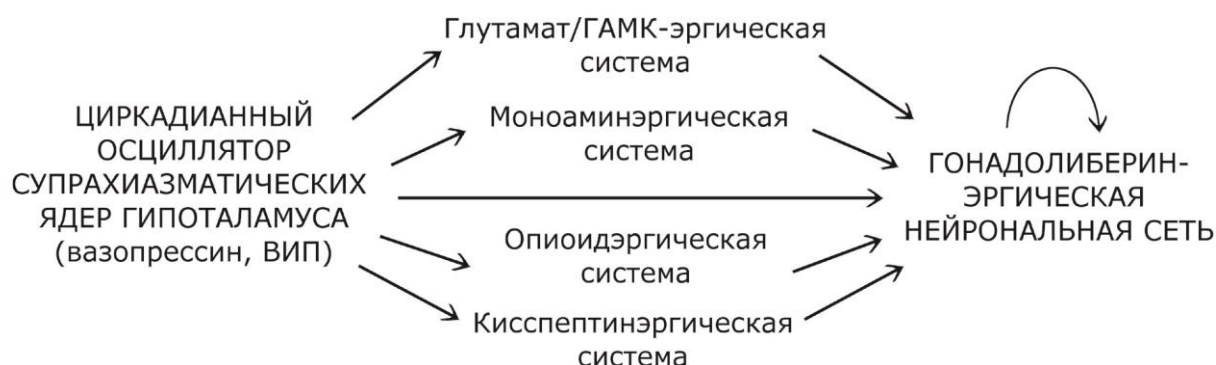 Глутамат/ГАМК-эргическая
система
ЦИРКАДИАННЫЙ
ОСЦИЛЛЯТОР
СУПРАХИАЗМАТИЧЕСКИХ
ЯДЕР ГИПОТАЛАМУСА
(вазопрессин, ВИП)
Моноаминэргическая
система
Опиоидэргическая
система
Кисспептинэргическая
система
ГОНАДОЛИБЕРИН-
ЭРГИЧЕСКАЯ
НЕЙРОНАЛЬНАЯ СЕТЬ